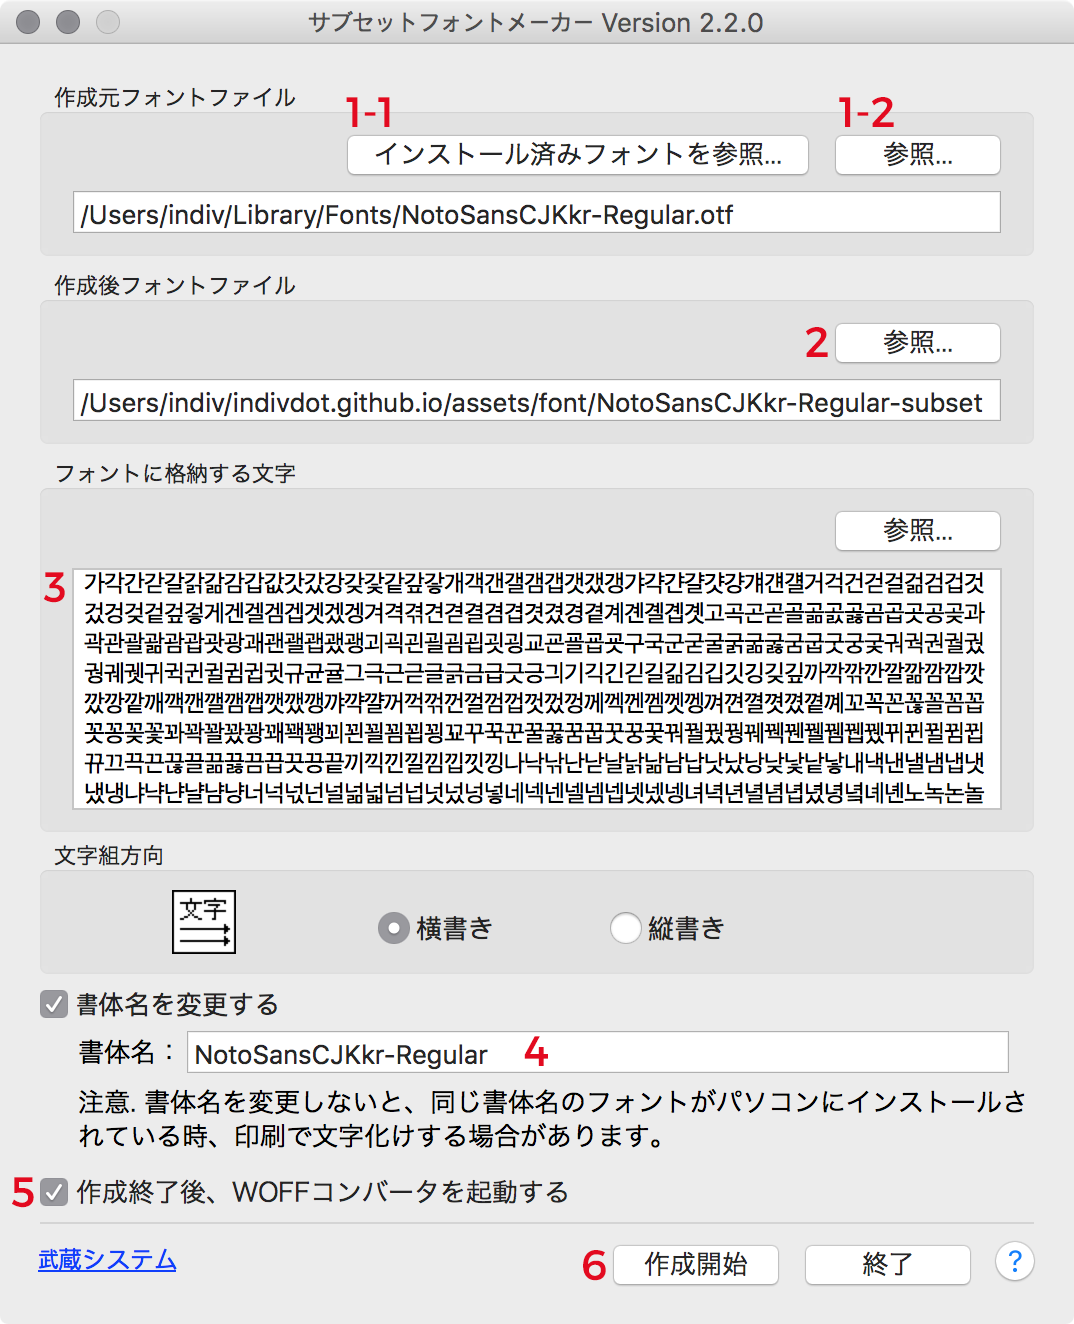 サブセットフォントメーカー Version 2.2.0
作成元フォントファイル
1-1
1-2
インストール済みフォントを参照...
参照...
/Users/indiv/Library/Fonts/NotoSansCJKkr-Regular.otf
作成後フォントファイル
2
参照...
/Users/indiv/indivdot.github.io/assets/font/NotoSansCJKkr-Regular-subset
フォントに格納する文字
参照...
3
가각간갇갈갉갊감갑값갓갔강갖갗같갚갛개객갠갤갬갭갯갰갱갸갹갼걀걋걍걔걘걜거걱건걷걸걺검겁것
겄겅겆겉겊겋게겐겔겜겝겟겠겡겨격겪견겯결겸겹겻겼경곁계곈곌곕곗고곡곤곧골곪곬곯곰곱곳공곶과
곽관괄괆괌괍괏광괘괜괠괩괬괭괴괵괸괼굄굅굇굉교굔굘굡굣구국군굳굴굵굶굻굼굽굿궁궂궈궉권궐궜
궝궤궷귀귁귄귈귐귑귓규균귤그극근귿글긁금급긋긍긔기긱긴긷길긺김깁깃깅깆깊까깍깎깐깔깖깜깝깟
깠깡깥깨깩깬깰깸깹깻깼깽꺄꺅꺌꺼꺽꺾껀껄껌껍껏껐껑께껙껜껨껫껭껴껸껼꼇꼈꼍꼐꼬꼭꼰꼲꼴꼼꼽
꼿꽁꽂꽃꽈꽉꽐꽜꽝꽤꽥꽹꾀꾄꾈꾐꾑꾕꾜꾸꾹꾼꿀꿇꿈꿉꿋꿍꿎꿔꿜꿨꿩꿰꿱꿴꿸뀀뀁뀄뀌뀐뀔뀜뀝
뀨끄끅끈끊끌끎끓끔끕끗끙끝끼끽낀낄낌낍낏낑나낙낚난낟날낡낢남납낫났낭낮낯낱낳내낵낸낼냄냅냇
냈냉냐냑냔냘냠냥너넉넋넌널넒넓넘넙넛넜넝넣네넥넨넬넴넵넷넸넹녀녁년녈념녑녔녕녘녜녠노녹논놀
文字組方向
文字
横書き
縦書き
書体名を変更する
書体名：
NotoSansCJKkr-Regular
4
注意. 書体名を変更しないと、同じ書体名のフォントがパソコンにインストールさ
れている時、印刷で文字化けする場合があります。
5
作成終了後、WOFFコンバータを起動する
武蔵システム
6
作成開始
終了
?